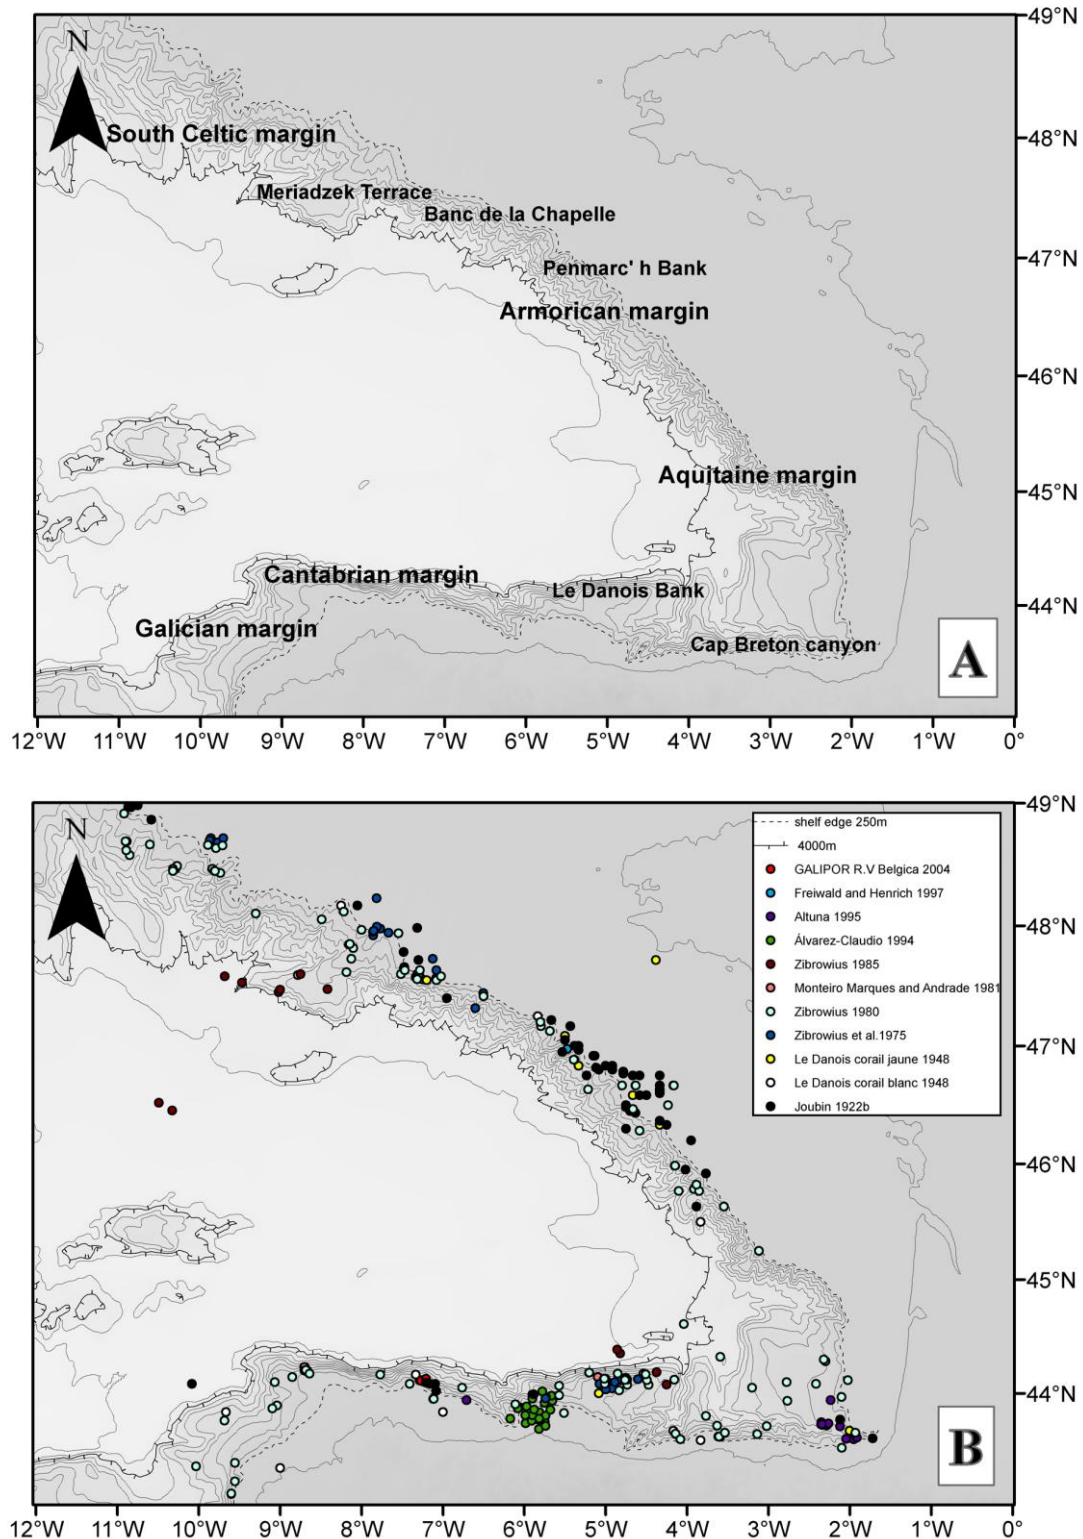 49°N
N
48°N
South Celtic margin
Meriadzek Terrace
Banc de la Chapelle
47°N
Penmarc' h Bank
Armorican margin
46°N
Aquitaine margin
45°N
Cantabrian margin
Le Danois Bank
44°N
Galician margin
Cap Breton canyon
A
12°W 11°W 10°W 9°W 8°W 7°W 6°W 5°W 4°W 3°W 2°W 1°W 0°
49°N
N
shelf edge 250m
4000m
GALIPOR R.V Belgica 2004
Freiwald and Henrich 1997
Altuna 1995
Álvarez-Claudio 1994
Zibrowius 1985
Monteiro Marques and Andrade 1981
Zibrowius 1980
Zibrowius et al.1975
Le Danois corail jaune 1948
Le Danois corail blanc 1948
Joubin 1922b
48°N
47°N
46°N
45°N
44°N
B
12°W 11°W 10°W 9°W 8°W 7°W 6°W 5°W 4°W 3°W 2°W 1°W 0°